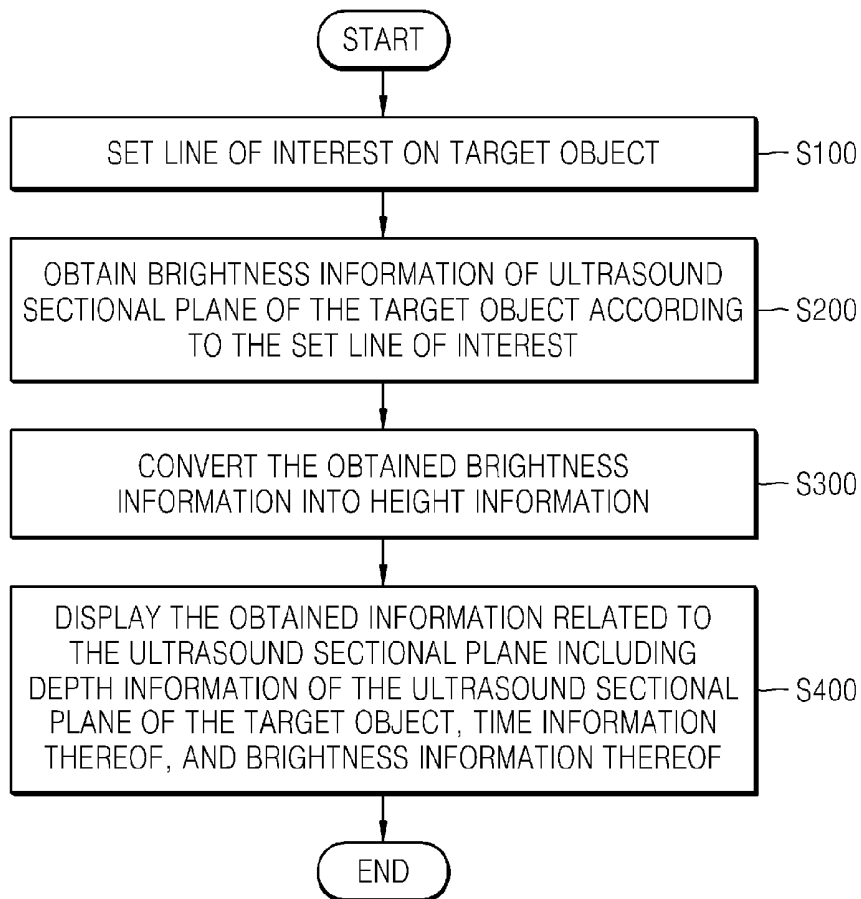 START
SET LINE OF INTEREST ON TARGET OBJECT
S100
OBTAIN BRIGHTNESS INFORMATION OF ULTRASOUND
SECTIONAL PLANE OF THE TARGET OBJECT ACCORDING
TO THE SET LINE OF INTEREST
S200
CONVERT THE OBTAINED BRIGHTNESS
INFORMATION INTO HEIGHT INFORMATION
S300
DISPLAY THE OBTAINED INFORMATION RELATED TO
THE ULTRASOUND SECTIONAL PLANE INCLUDING
DEPTH INFORMATION OF THE ULTRASOUND SECTIONAL
PLANE OF THE TARGET OBJECT, TIME INFORMATION
THEREOF, AND BRIGHTNESS INFORMATION THEREOF
S400
END